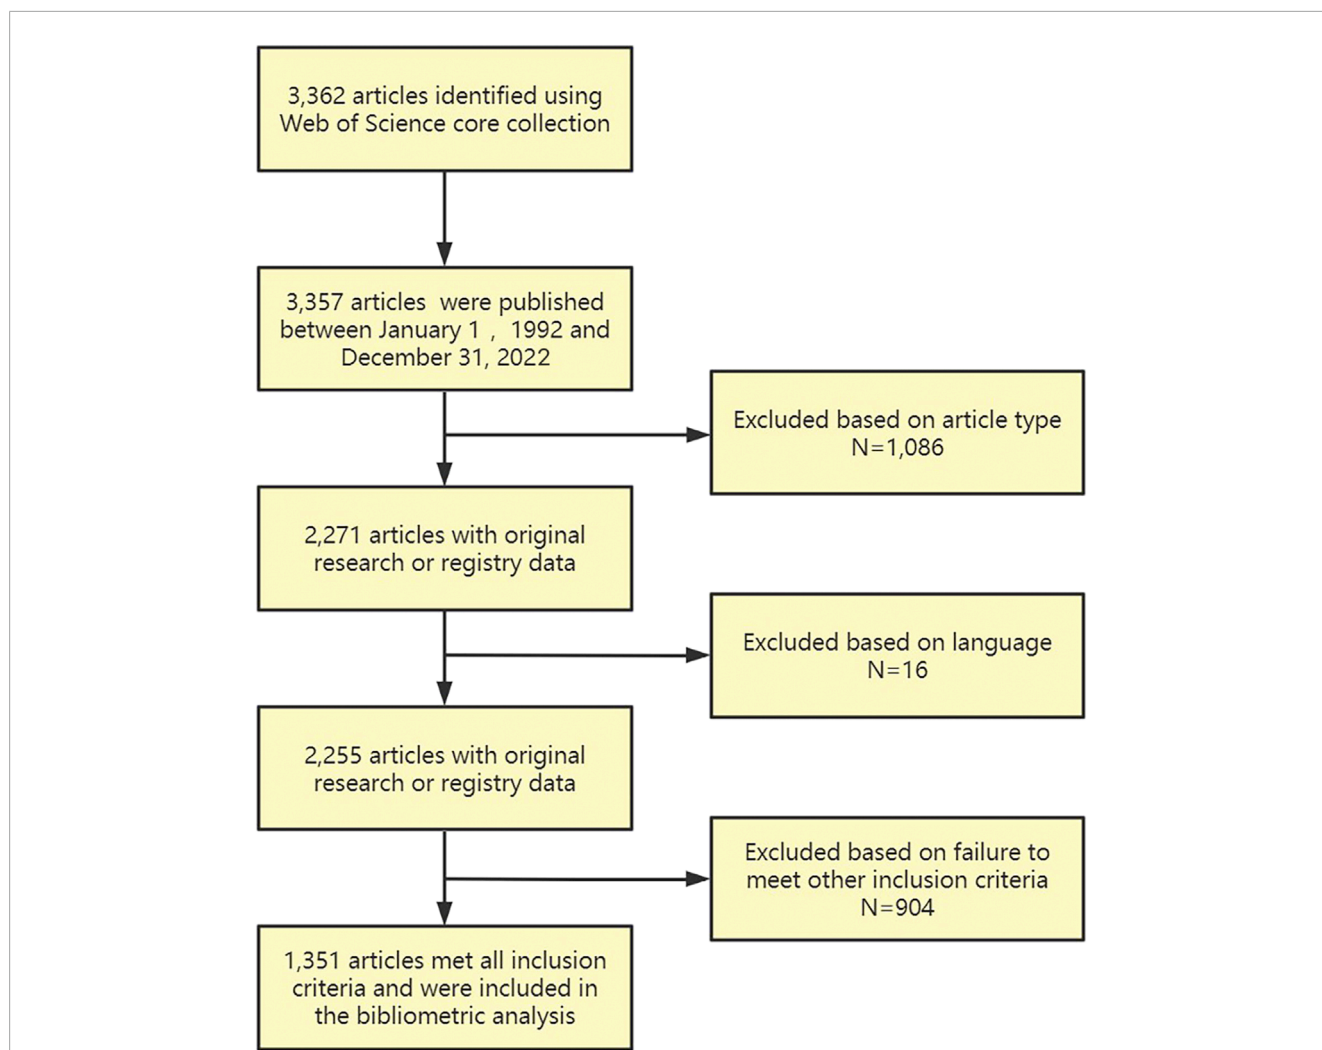 3,362 articles identified using
Web of Science core collection
3,357 articles  were published
between January 1 ,  1992 and
December 31, 2022
Excluded based on article type
N=1,086
2,271 articles with original
research or registry data
Excluded based on language
N=16
2,255 articles with original
research or registry data
Excluded based on failure to
meet other inclusion criteria
N=904
1,351 articles met all inclusion
criteria and were included in
the bibliometric analysis